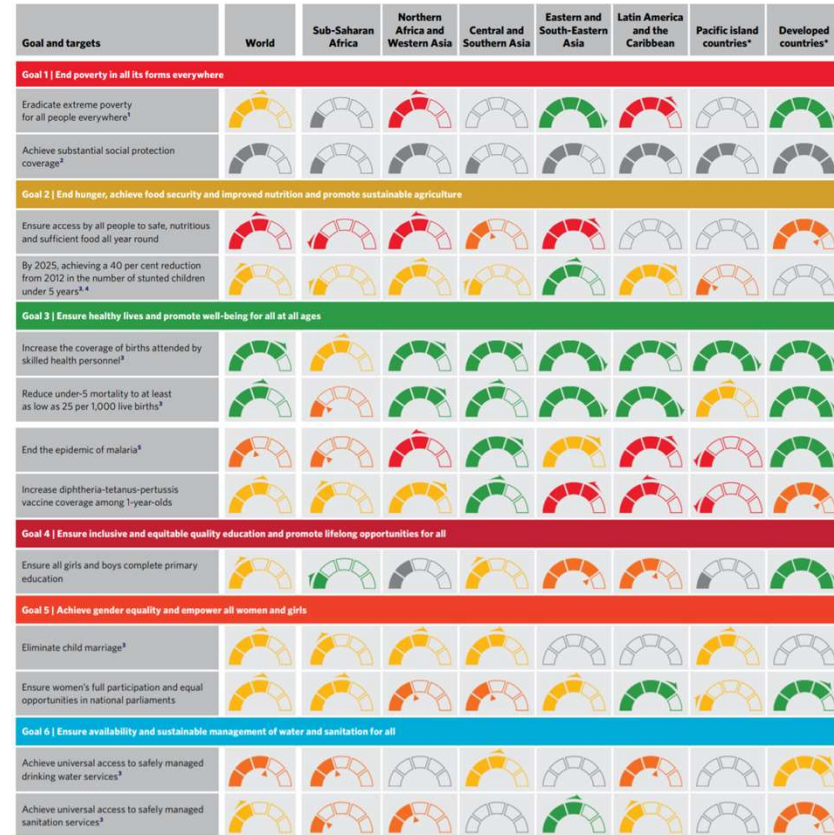 Goal and targets
World
Sub-Saharan
Africa
Northern
Africa and
Western Asia
Central and
Southern Asia
Eastern and
South-Eastern
Asia
Latin America
and the
Caribbean
Pacific island
countries*
Developed
countries*
Goal 1 | End poverty in all its forms everywhere
Eradicate extreme poverty
for all people everywhere¹
Achieve substantial social protection
coverage²
Goal 2 | End hunger, achieve food security and improved nutrition and promote sustainable agriculture
Ensure access by all people to safe, nutritious
and sufficient food all year round
By 2025, achieving a 40 per cent reduction
from 2012 in the number of stunted children
under 5 years³,⁴
Goal 3 | Ensure healthy lives and promote well-being for all at all ages
Increase the coverage of births attended by
skilled health personnel³
Reduce under-5 mortality to at least
as low as 25 per 1,000 live births³
End the epidemic of malaria⁵
Increase diphtheria-tetanus-pertussis
vaccine coverage among 1-year-olds
Goal 4 | Ensure inclusive and equitable quality education and promote lifelong opportunities for all
Ensure all girls and boys complete primary
education
Goal 5 | Achieve gender equality and empower all women and girls
Eliminate child marriage³
Ensure women's full participation and equal
opportunities in national parliaments
Goal 6 | Ensure availability and sustainable management of water and sanitation for all
Achieve universal access to safely managed
drinking water services³
Achieve universal access to safely managed
sanitation services³